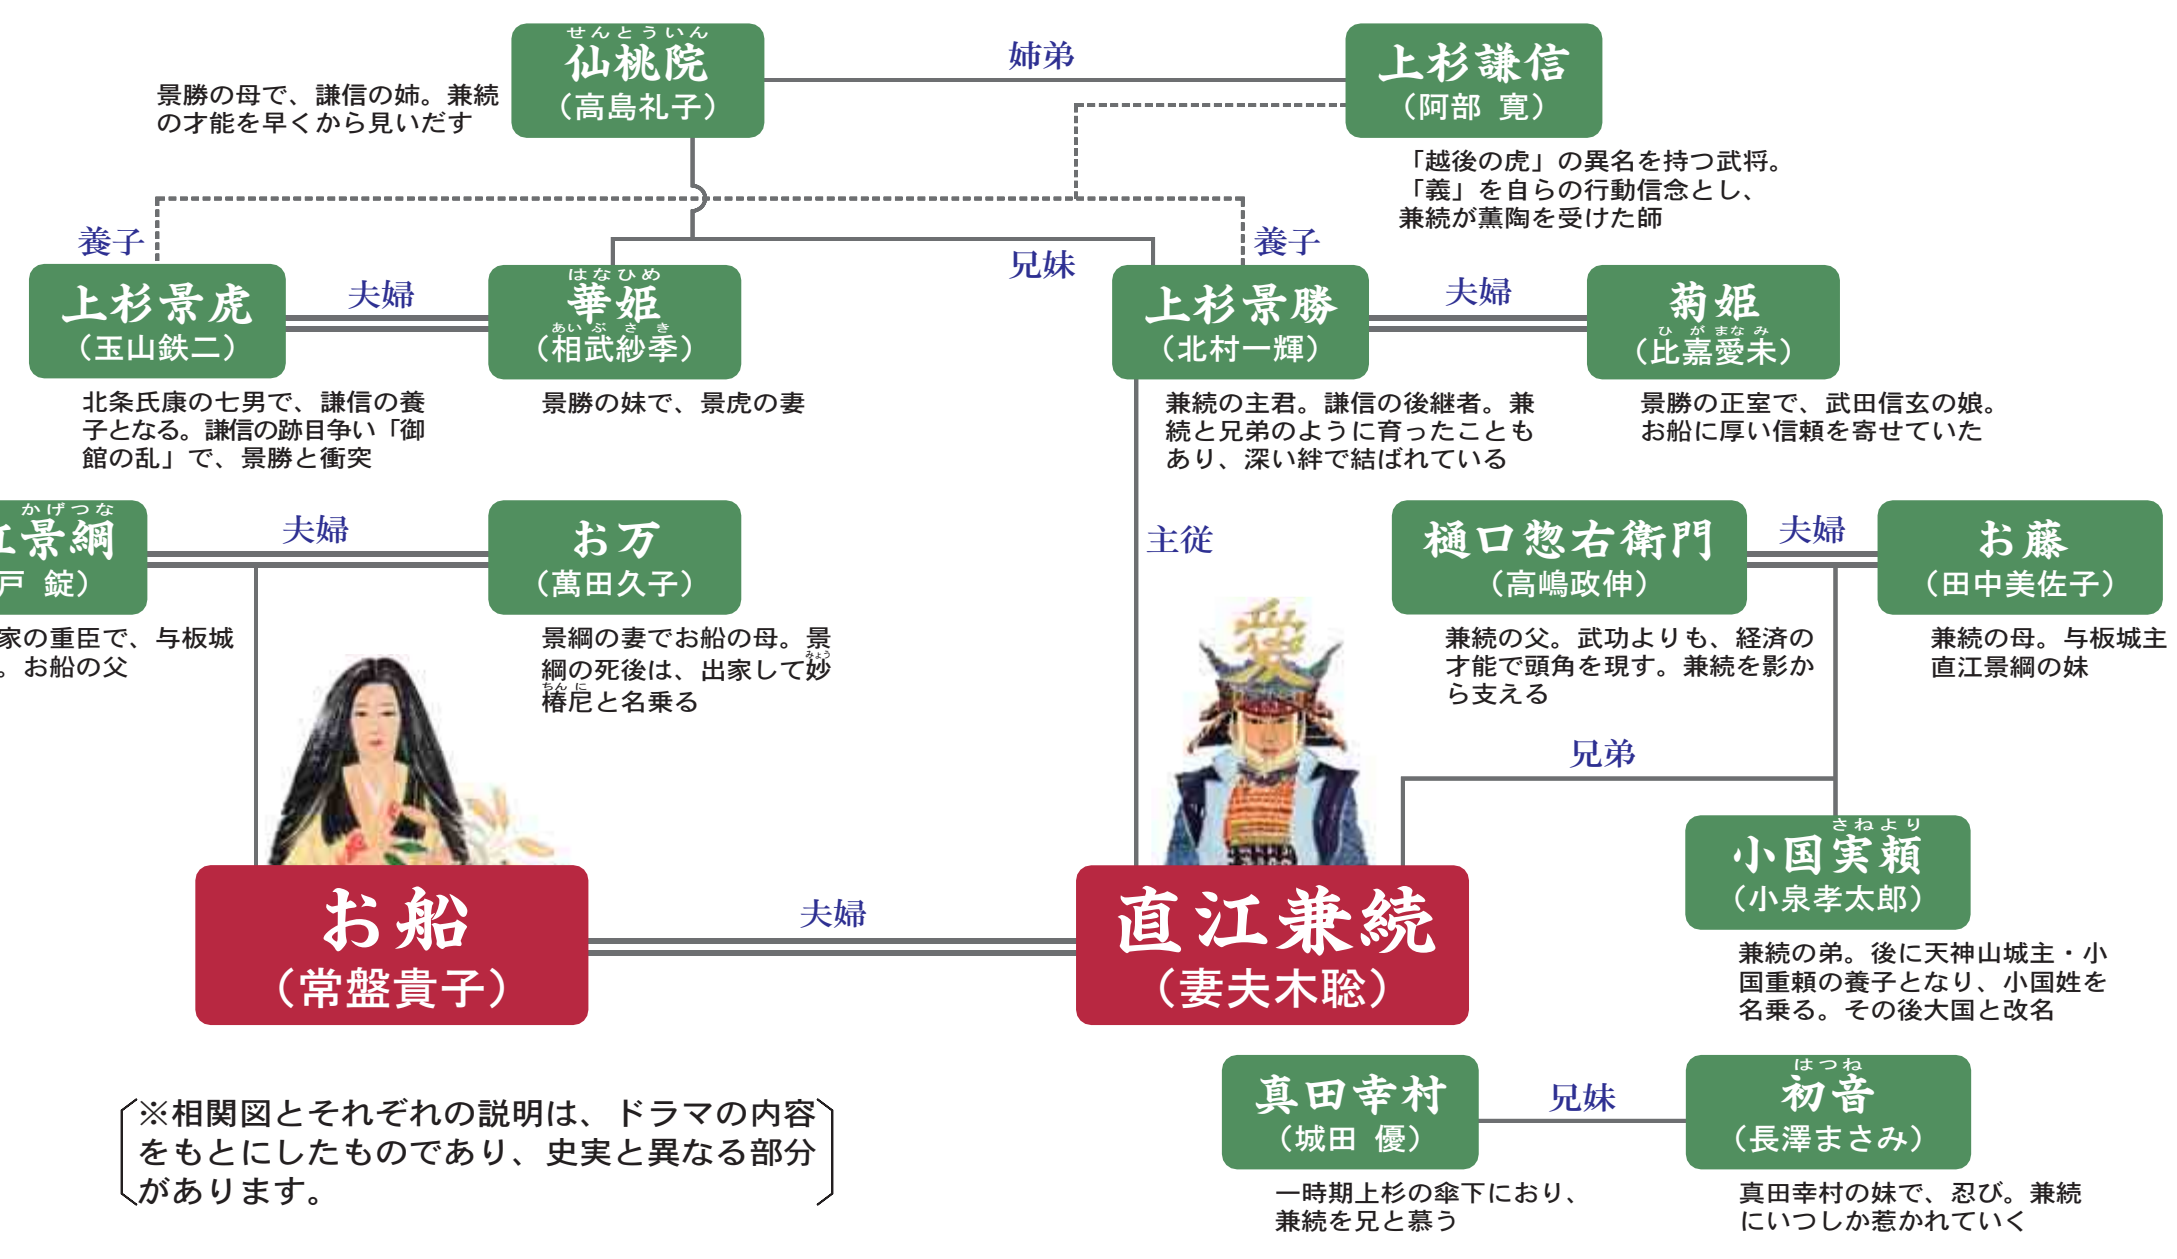 せんとういん
仙桃院
（高島礼子）
景勝の母で、謙信の姉。兼続
の才能を早くから見いだす
姉弟
上杉謙信
（阿部 寛）
「越後の虎」の異名を持つ武将。
「義」を自らの行動信念とし、
兼続が薫陶を受けた師
養子
兄妹
養子
上杉景虎
（玉山鉄二）
北条氏康の七男で、謙信の養
子となる。謙信の跡目争い「御
館の乱」で、景勝と衝突
夫婦
はなひめ
華姫
あいぶさき
（相武紗季）
景勝の妹で、景虎の妻
上杉景勝
（北村一輝）
兼続の主君。謙信の後継者。兼
続と兄弟のように育ったことも
あり、深い絆で結ばれている
夫婦
菊姫
ひがまなみ
（比嘉愛未）
景勝の正室で、武田信玄の娘。
お船に厚い信頼を寄せていた
かげつな
江景綱
戸 錠）
家の重臣で、与板城
。お船の父
夫婦
お万
（萬田久子）
景綱の妻でお船の母。景
みょう
綱の死後は、出家して妙
ちんに
椿尼と名乗る
主従
樋口惣右衛門
（高嶋政伸）
兼続の父。武功よりも、経済の
才能で頭角を現す。兼続を影か
ら支える
夫婦
お藤
（田中美佐子）
兼続の母。与板城主
直江景綱の妹
愛
兄弟
さねより
小国実頼
（小泉孝太郎）
兼続の弟。後に天神山城主・小
国重頼の養子となり、小国姓を
名乗る。その後大国と改名
お船
（常盤貴子）
夫婦
直江兼続
（妻夫木聡）
真田幸村
（城田 優）
一時期上杉の傘下におり、
兼続を兄と慕う
兄妹
はつね
初音
（長澤まさみ）
真田幸村の妹で、忍び。兼続
にいつしか惹かれていく
※相関図とそれぞれの説明は、ドラマの内容
をもとにしたものであり、史実と異なる部分
があります。